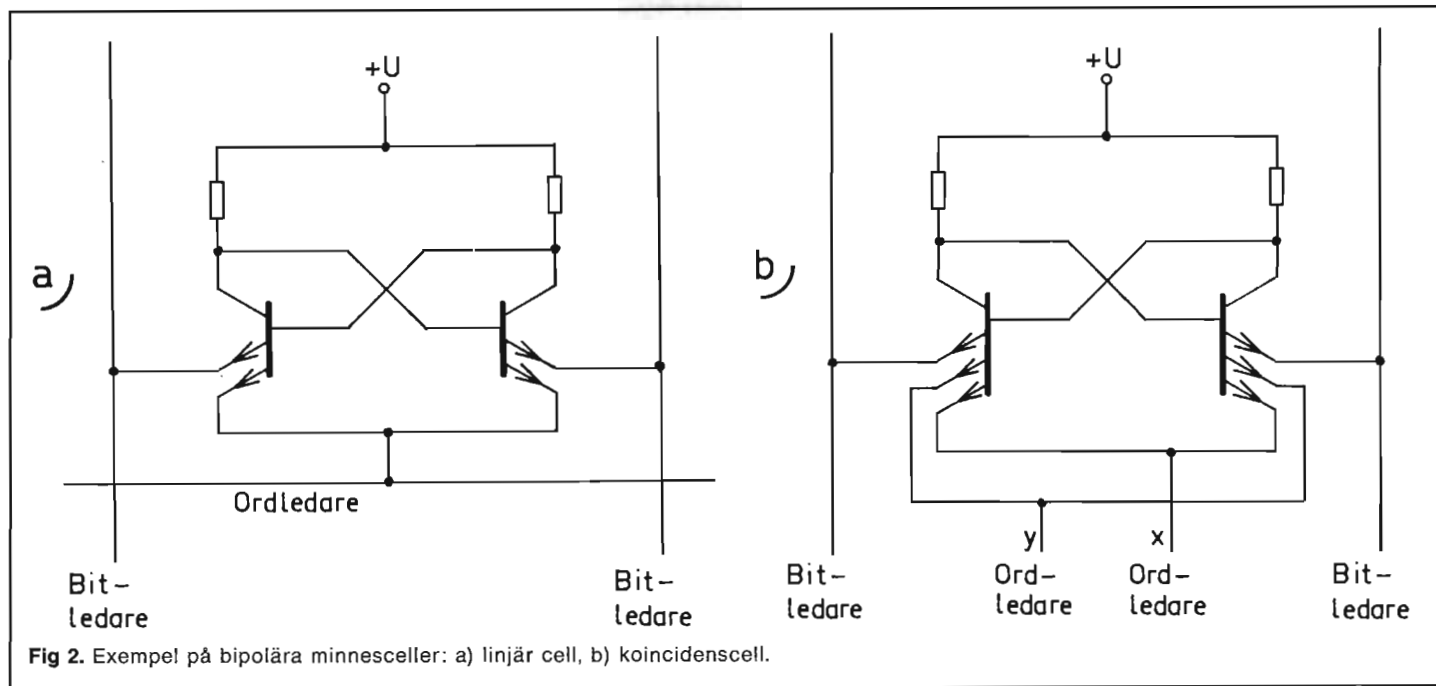 a)
+U
Ordledare
Bit-
ledare
Bit-
ledare
b)
+U
y
x
Bit-
ledare
Ord-
ledare
Ord-
ledare
Bit-
ledare
Fig 2. Exempel på bipolära minnesceller: a) linjär cell, b) koincidenscell.